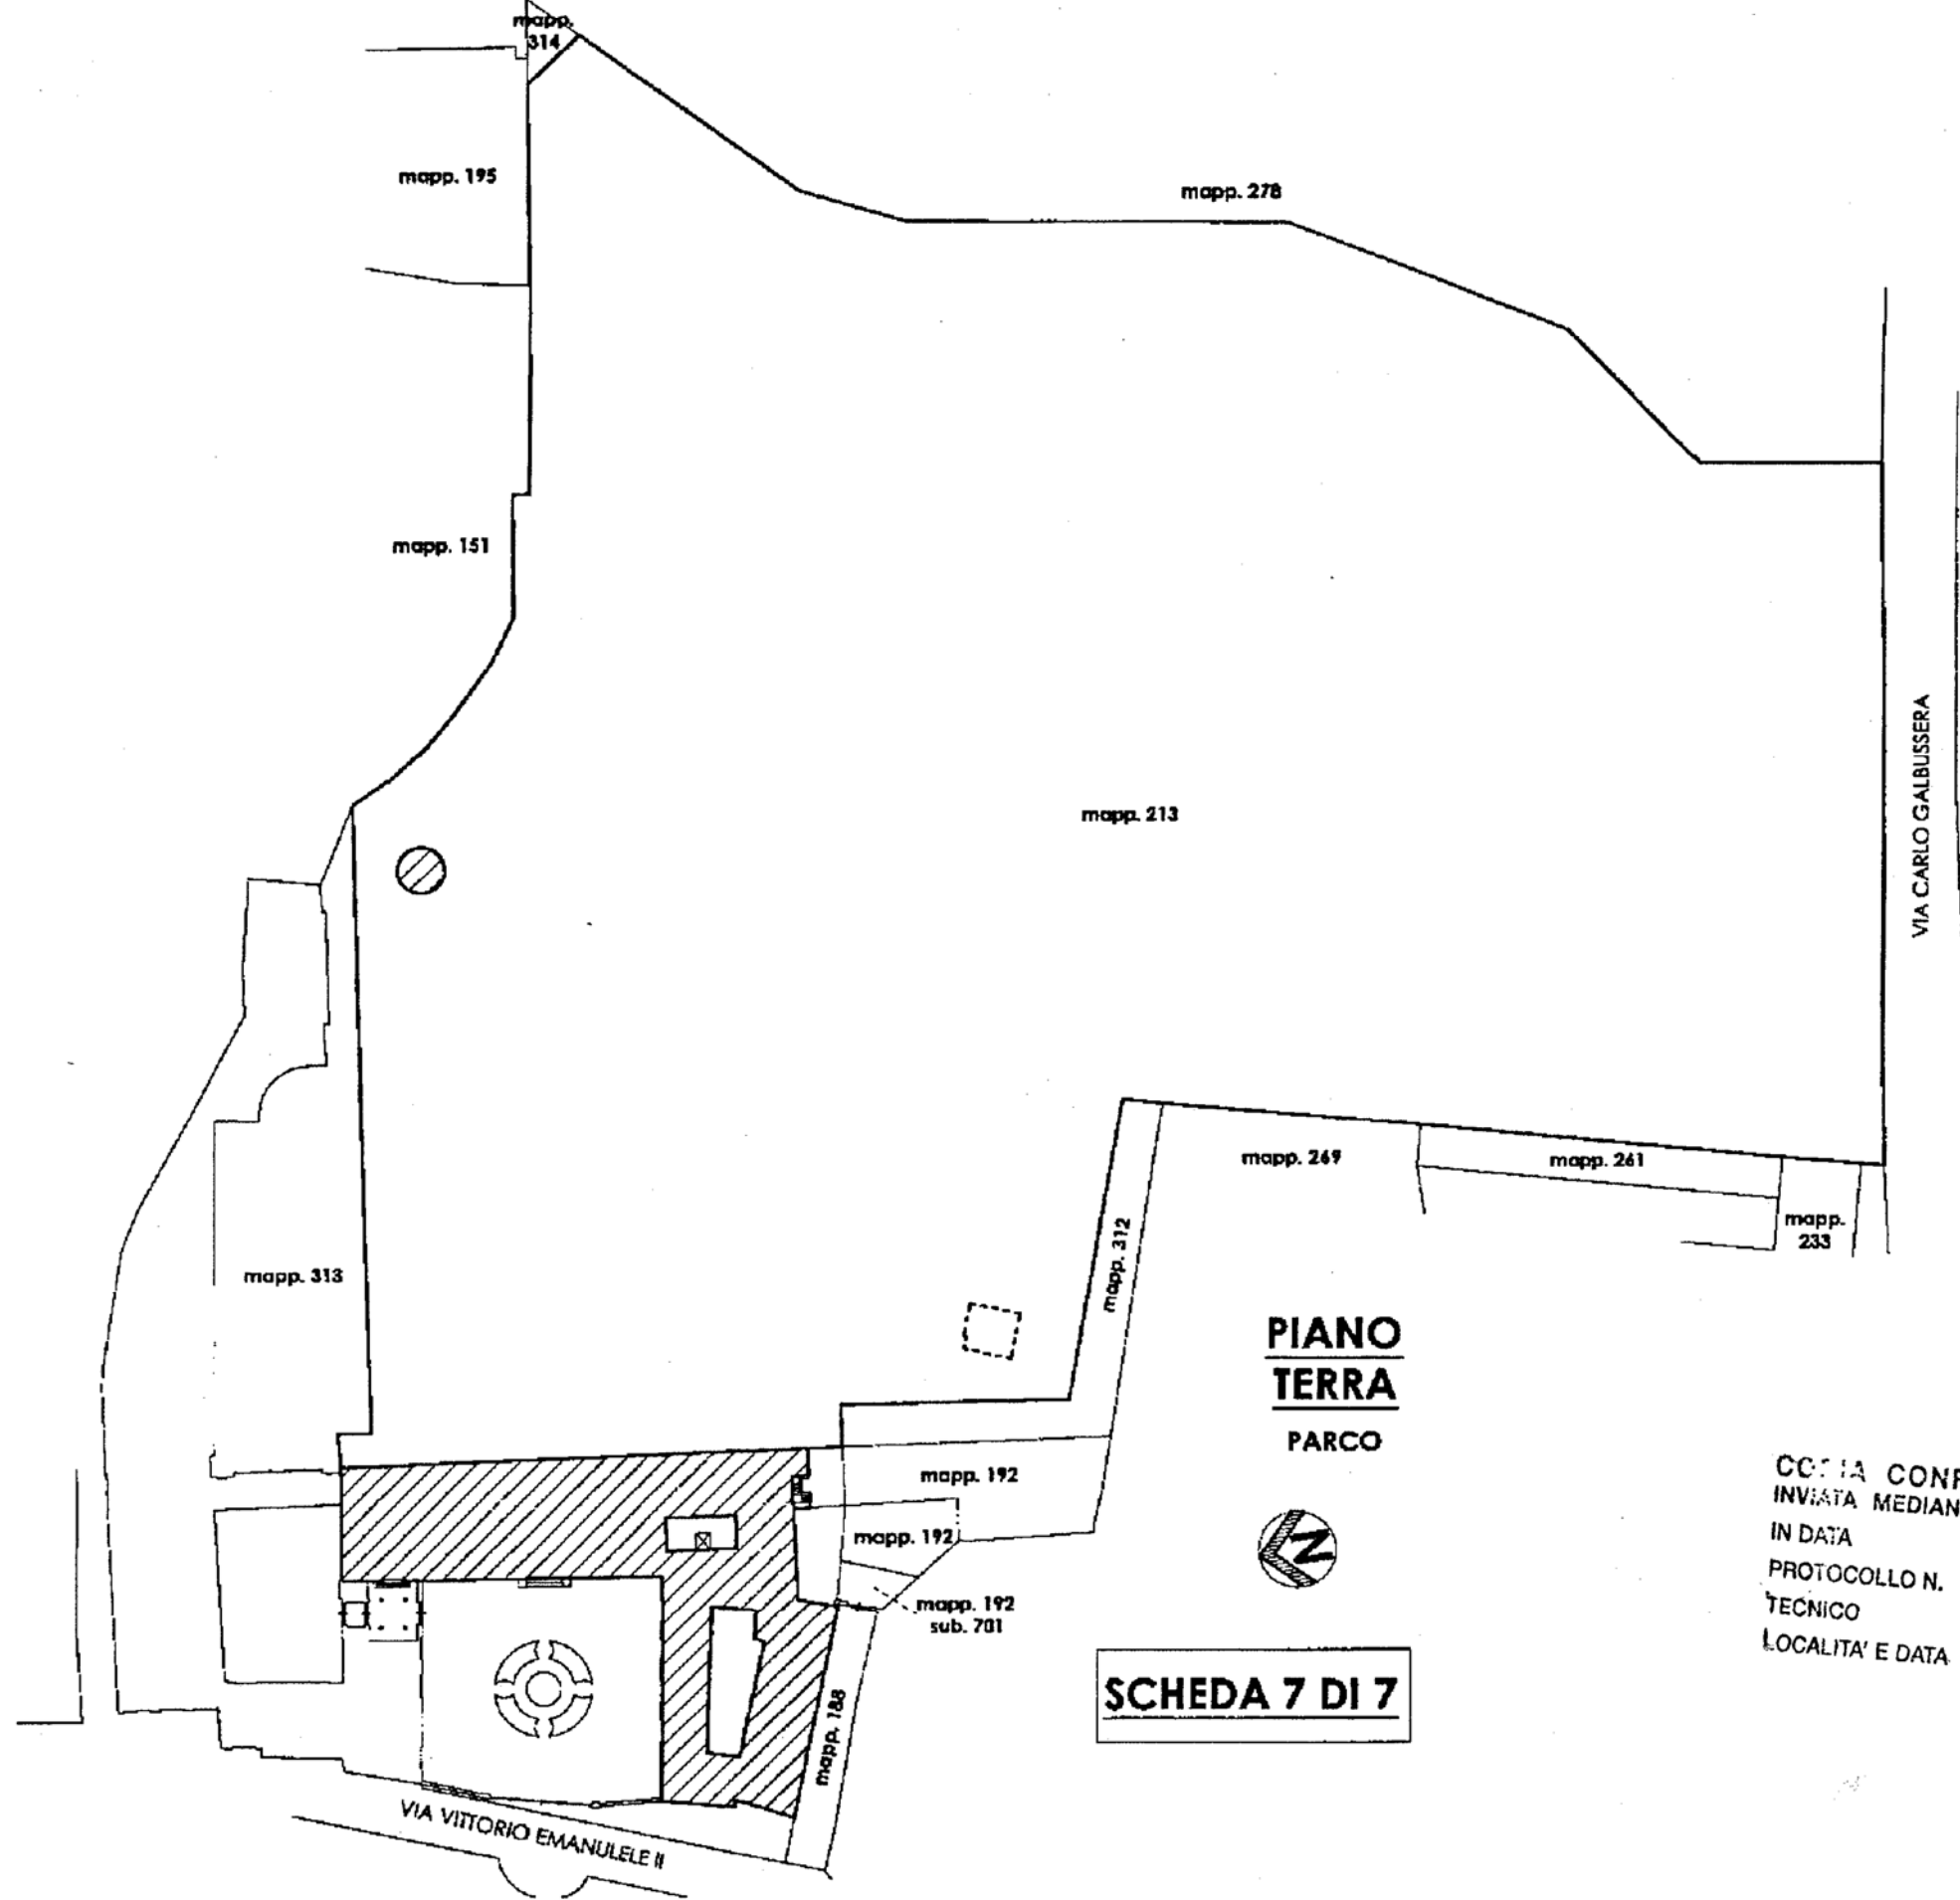 mapp.
314
mapp. 195
mapp. 278
mapp. 151
mapp. 213
VIA CARLO GALBUSSERA
mapp. 269
mapp. 261
mapp.
233
mapp. 312
mapp. 313
PIANO
TERRA
PARCO
mapp. 192
mapp. 192
mapp. 192
sub. 701
N
mapp. 188
SCHEDA 7 DI 7
VIA VITTORIO EMANULELE II
INVIATA MEDIAN
IN DATA
PROTOCOLLO N.
TECNICO
LOCALITA' E DATA